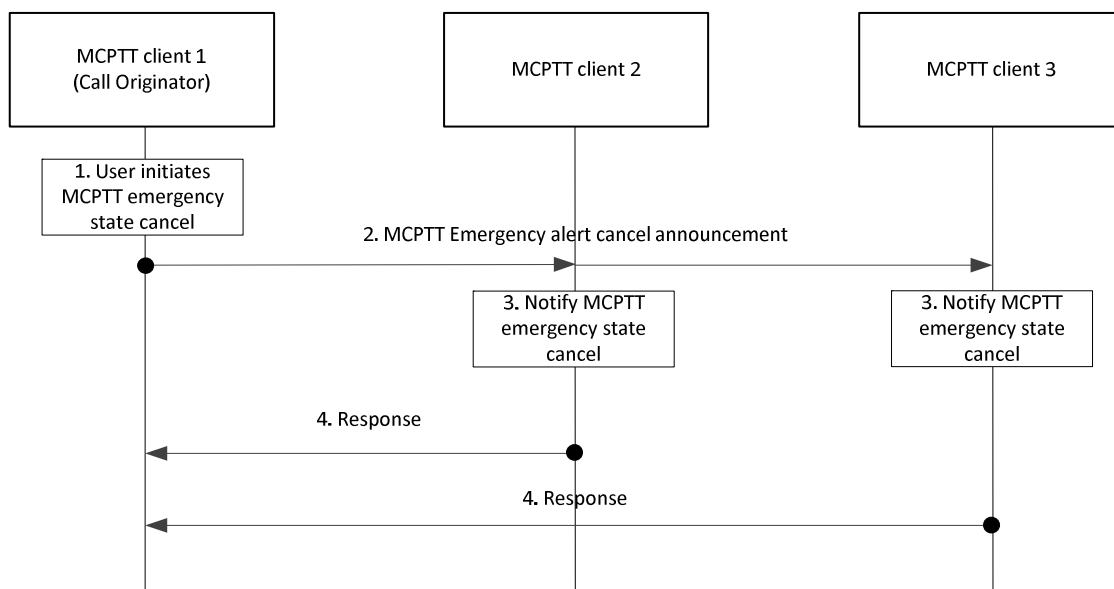 MCPTT client 1
(Call Originator)
MCPTT client 2
MCPTT client 3
1. User initiates
MCPTT emergency
state cancel
2. MCPTT Emergency alert cancel announcement
3. Notify MCPTT
emergency state
cancel
3. Notify MCPTT
emergency state
cancel
4. Response
4. Response